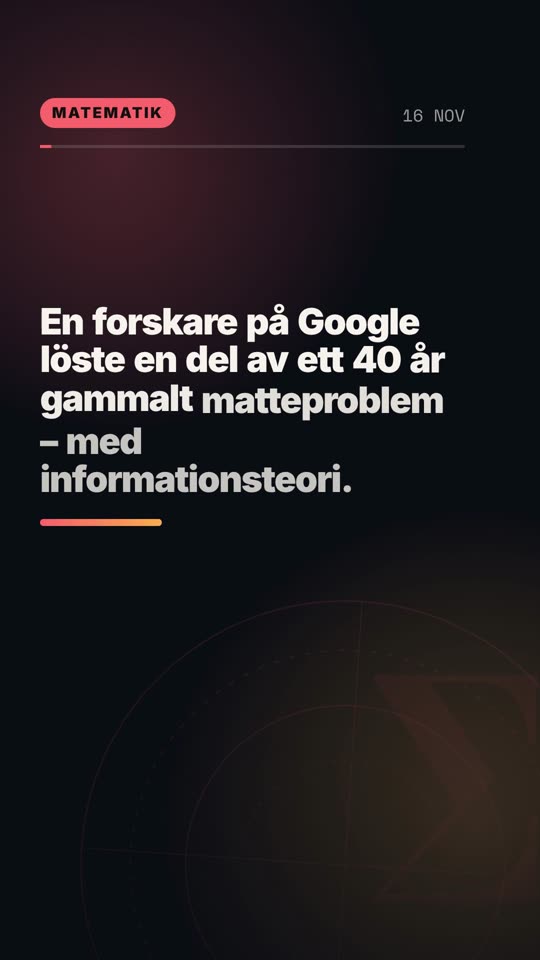 MATEMATIK
16 NOV
En forskare på Google
löste en del av ett 40 år
gammalt matteproblem
– med
informationsteori.
Σ